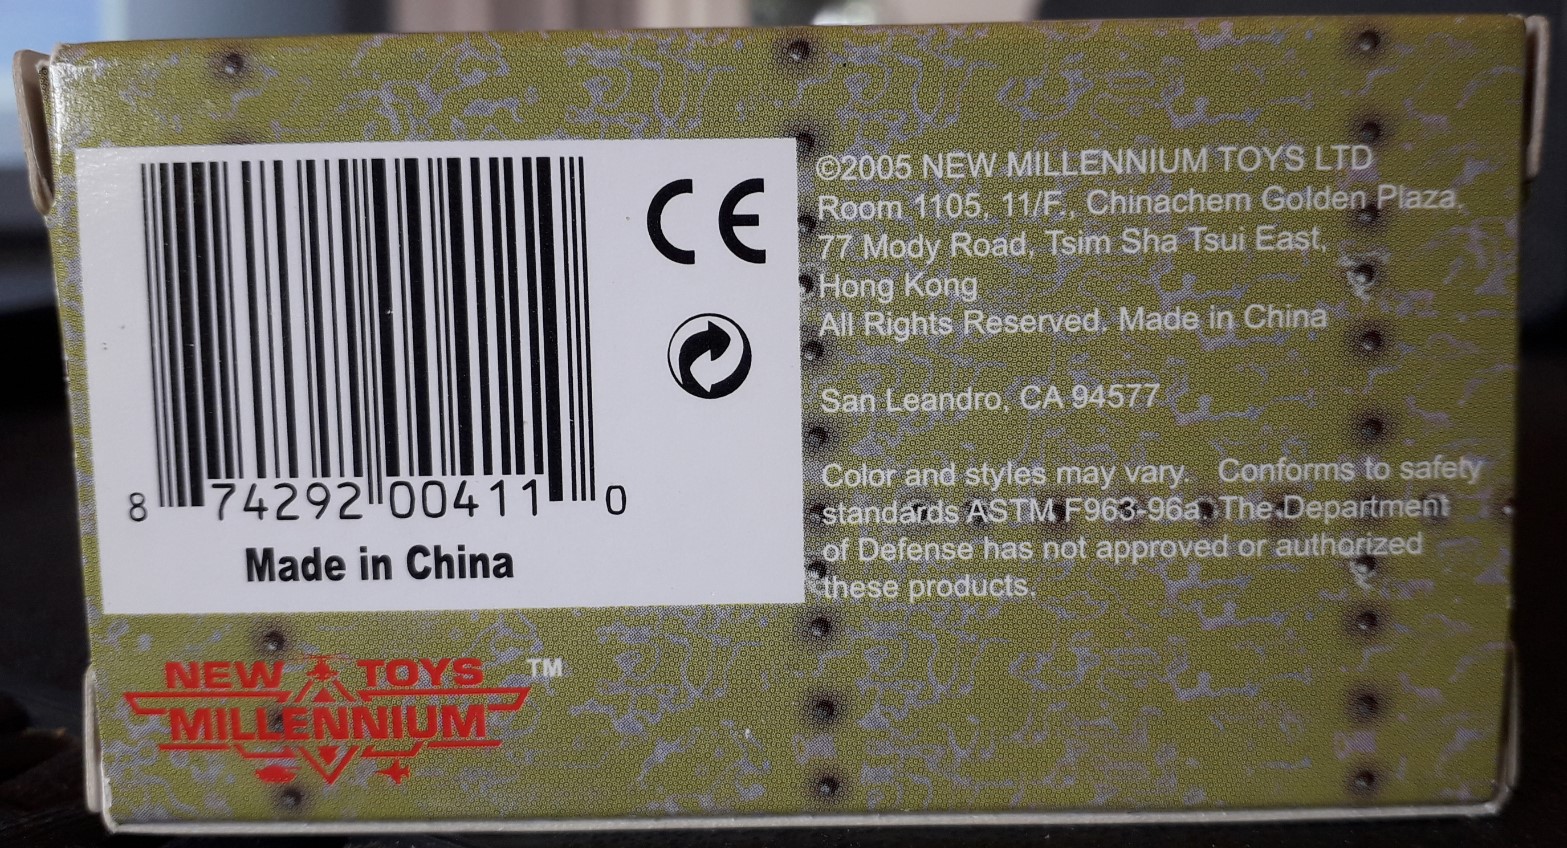 8 74292 00411 0
Made in China
CE
©2005 NEW MILLENNIUM TOYS LTD
Room 1105, 11/F., Chinachem Golden Plaza,
77 Mody Road, Tsim Sha Tsui East,
Hong Kong
All Rights Reserved. Made in China
San Leandro, CA 94577
Color and styles may vary. Conforms to safety
standards ASTM F963-96a. The Department
of Defense has not approved or authorized
these products.
NEW TOYS TM
MILLENNIUM